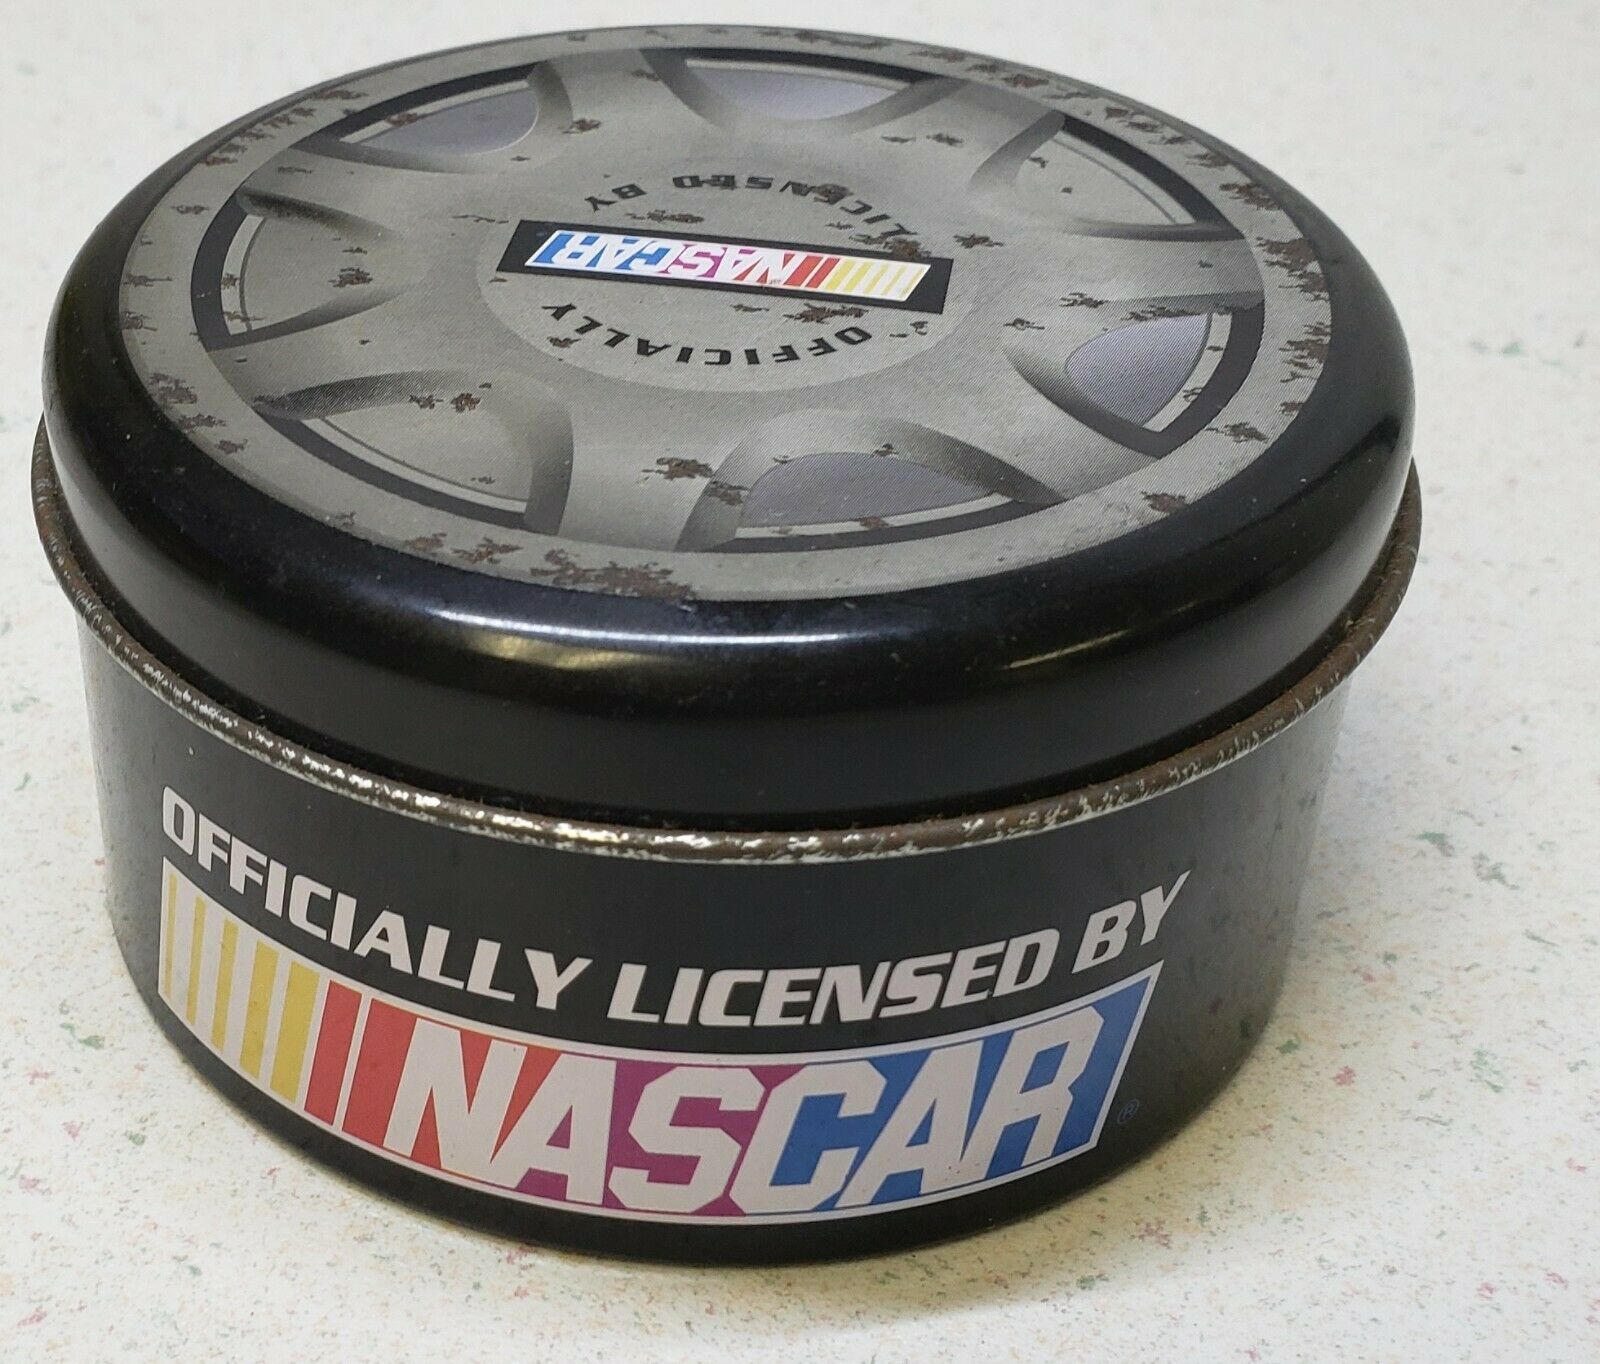 LICENSED BY
NASCAR
OFFICIALLY
OFFICIALLY LICENSED BY
NASCAR
®